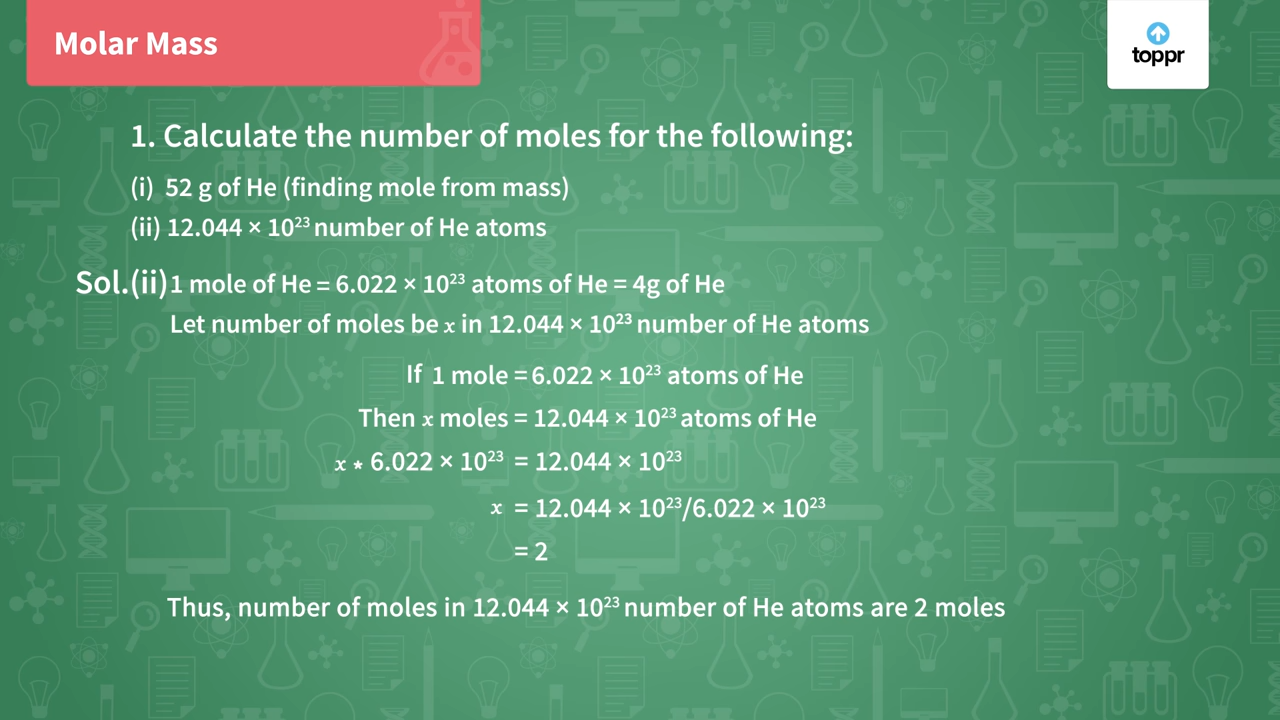 Molar Mass
toppr
1. Calculate the number of moles for the following:
(i) 52 g of He (finding mole from mass)
(ii) 12.044 × 10²³ number of He atoms
Sol.(ii) 1 mole of He = 6.022 × 10²³ atoms of He = 4g of He
Let number of moles be x in 12.044 × 10²³ number of He atoms
If 1 mole = 6.022 × 10²³ atoms of He
Then x moles = 12.044 × 10²³ atoms of He
x * 6.022 × 10²³ = 12.044 × 10²³
x = 12.044 × 10²³/6.022 × 10²³
= 2
Thus, number of moles in 12.044 × 10²³ number of He atoms are 2 moles